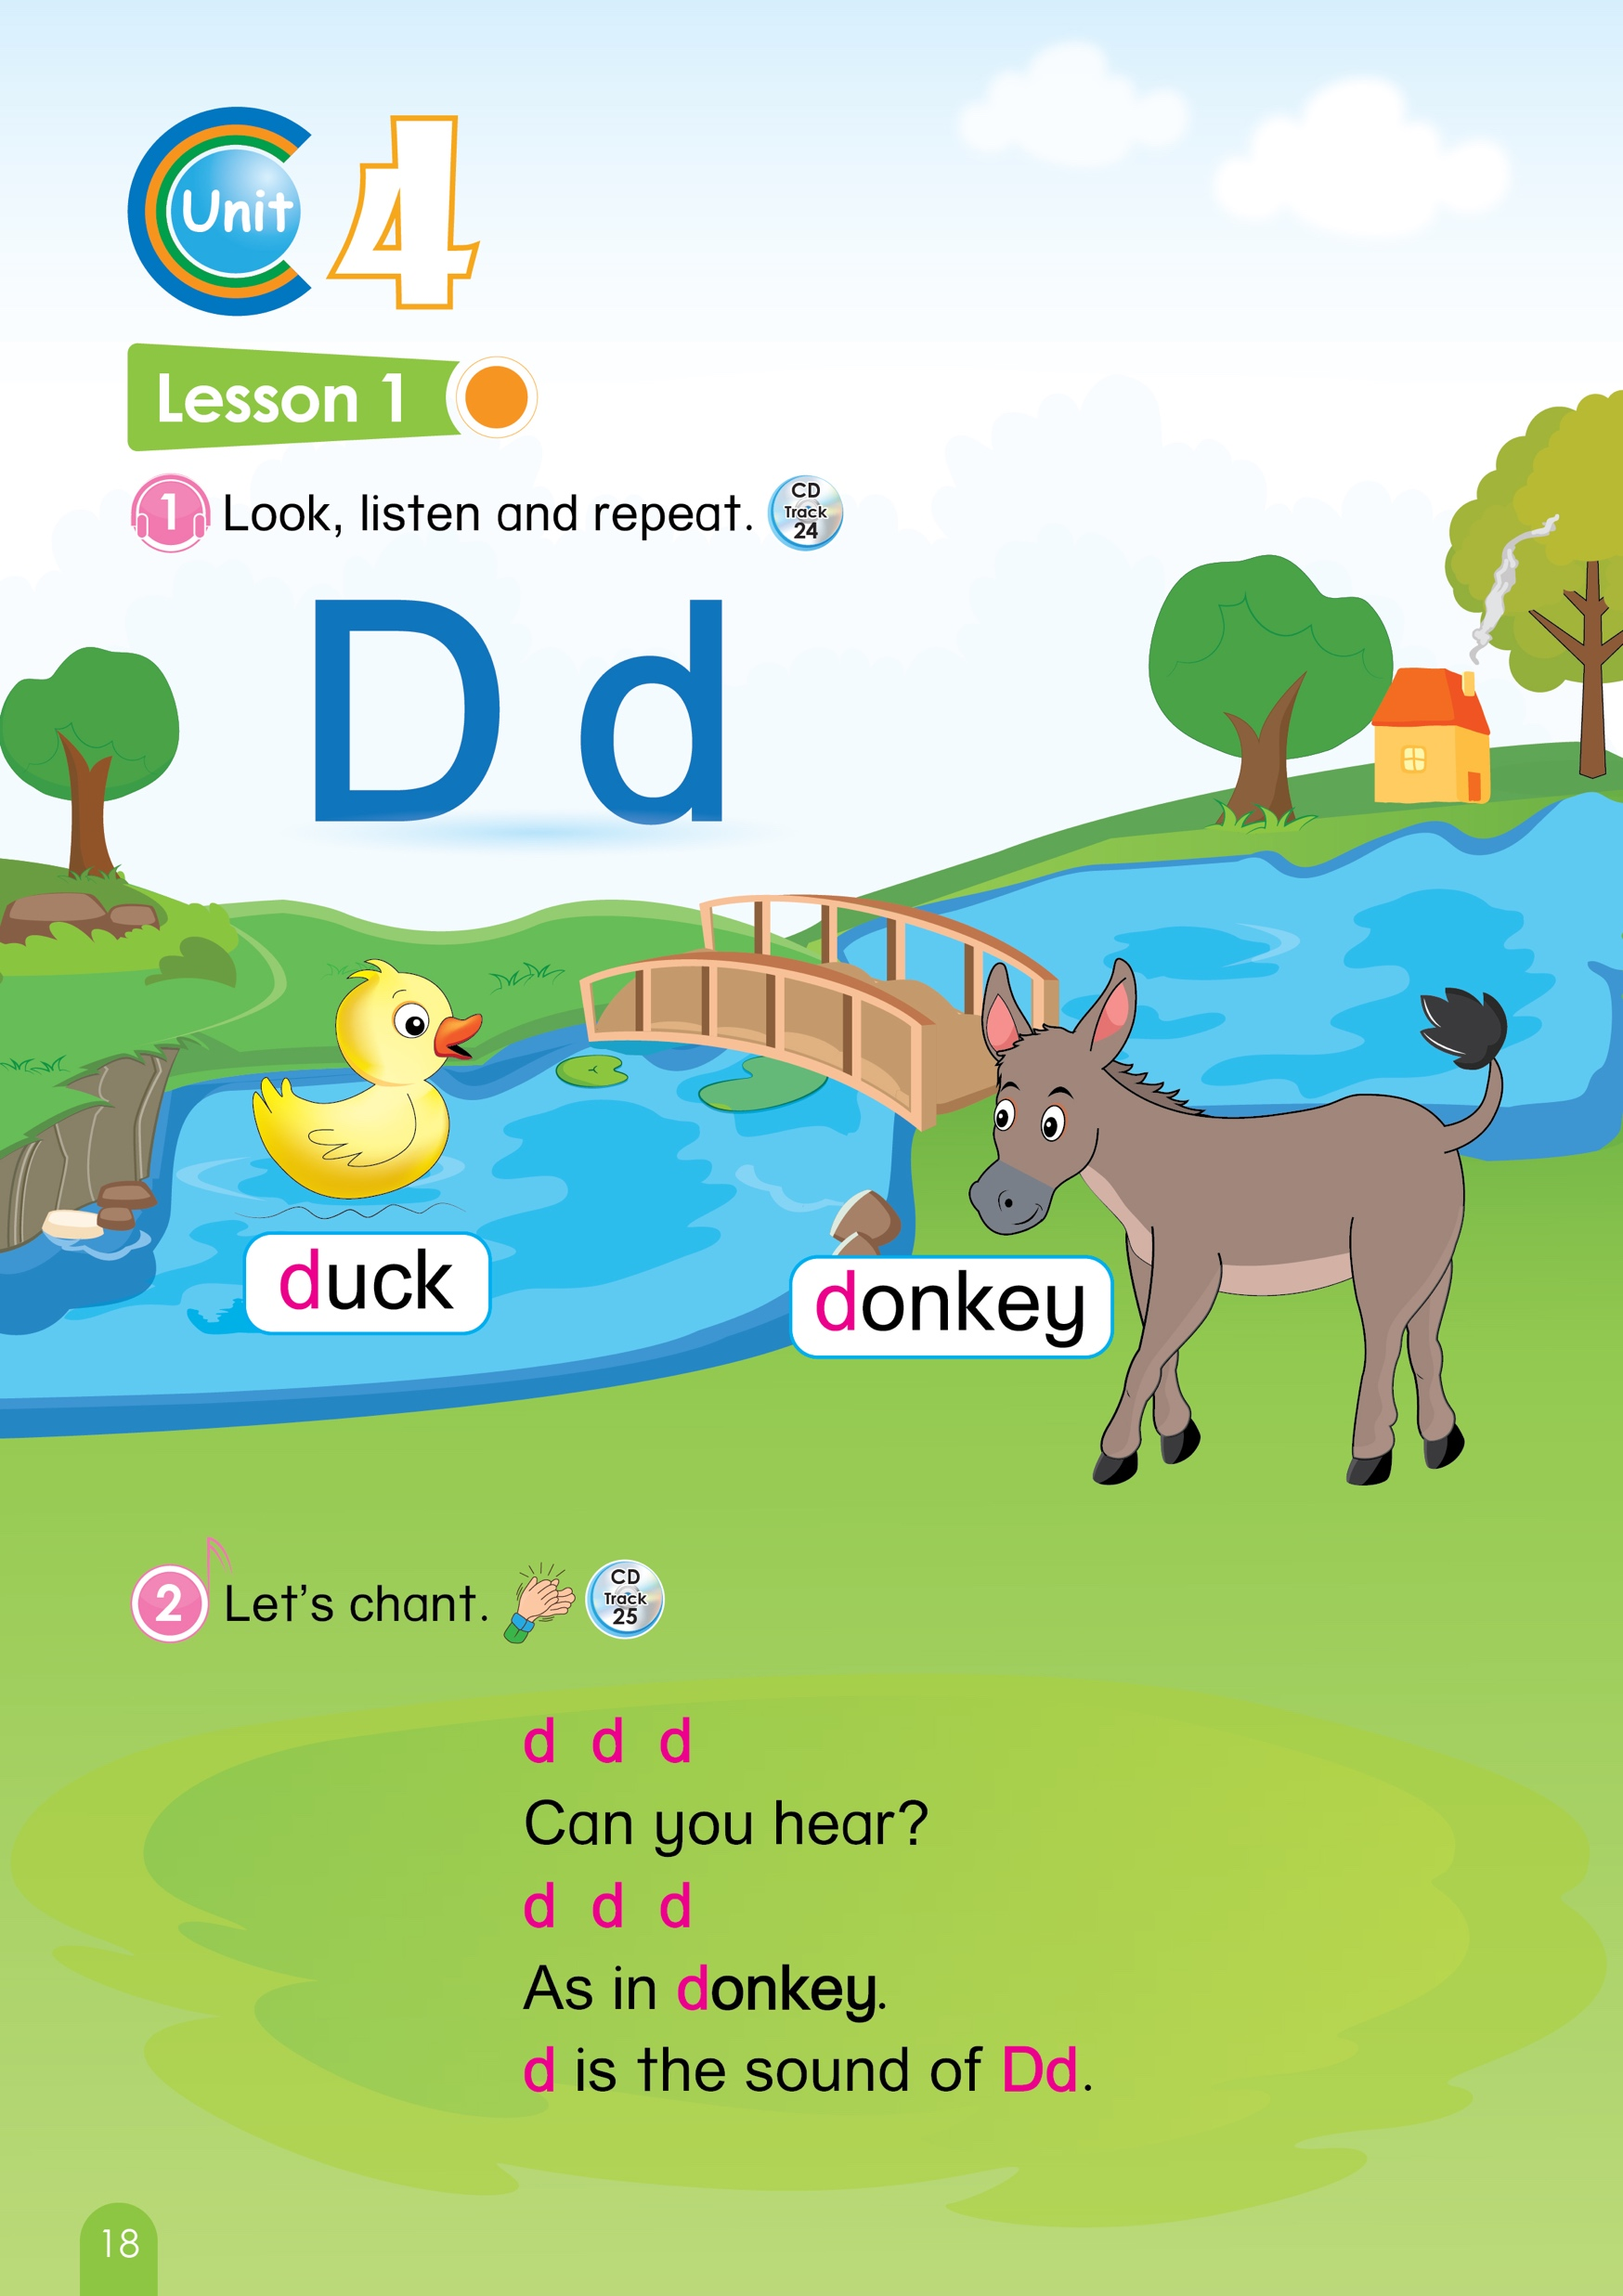 Unit 4
Lesson 1
1 Look, listen and repeat. CD Track 24
D d
duck
donkey
2 Let's chant. CD Track 25
d d d
Can you hear?
d d d
As in donkey.
d is the sound of Dd.
18